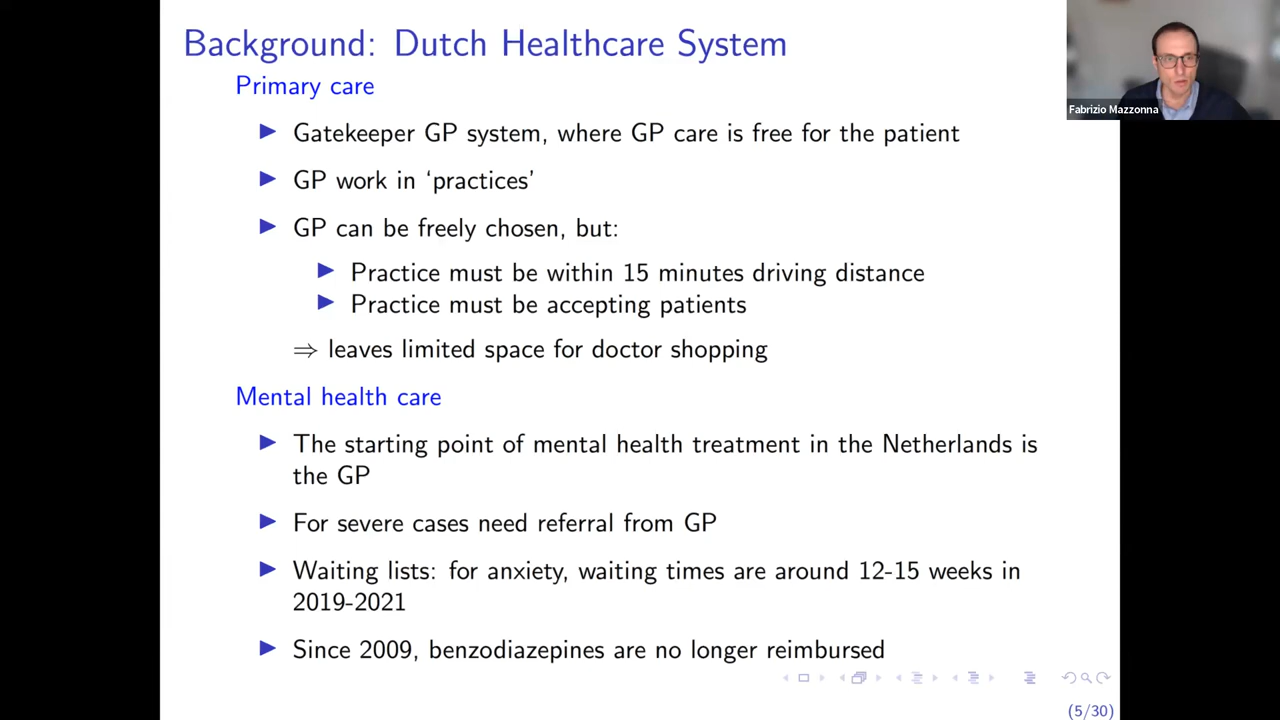 Background: Dutch Healthcare System
Primary care
Gatekeeper GP system, where GP care is free for the patient
GP work in ‘practices’
GP can be freely chosen, but:
Practice must be within 15 minutes driving distance
Practice must be accepting patients
⇒ leaves limited space for doctor shopping
Mental health care
The starting point of mental health treatment in the Netherlands is
the GP
For severe cases need referral from GP
Waiting lists: for anxiety, waiting times are around 12-15 weeks in
2019-2021
Since 2009, benzodiazepines are no longer reimbursed
(5/30)
Fabrizio Mazzonna